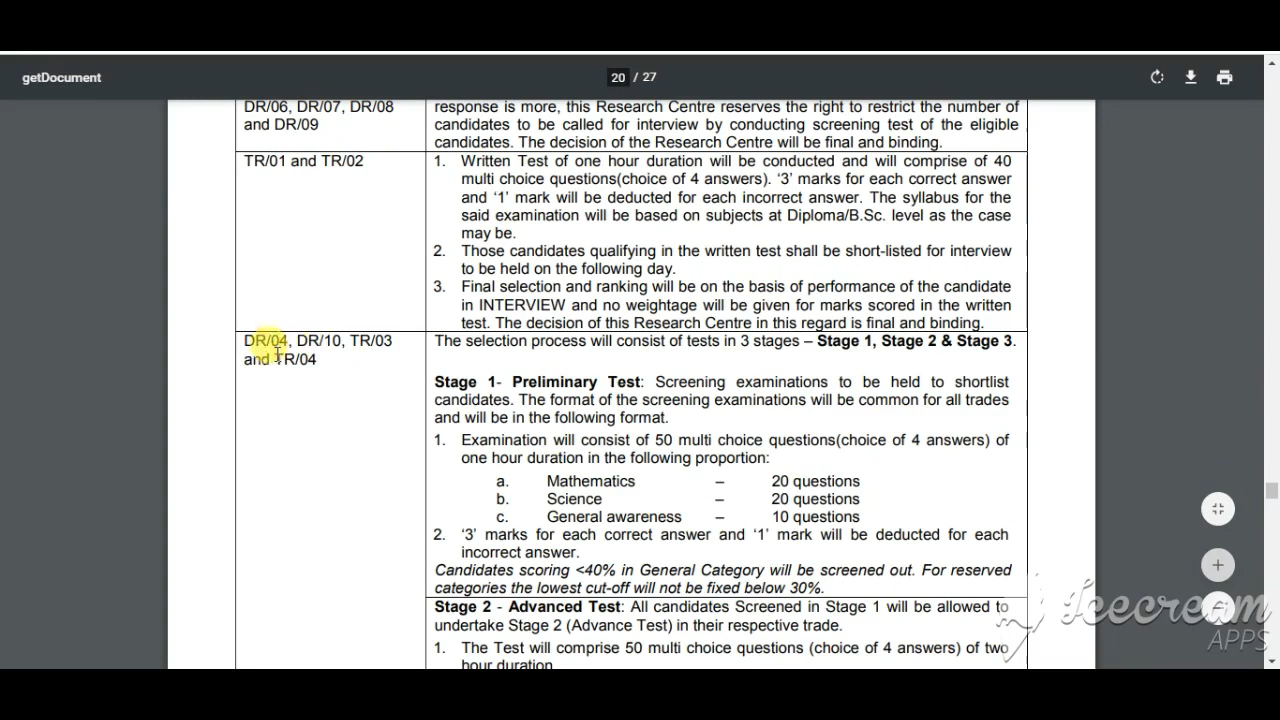 getDocument
20 / 27
DR/06, DR/07, DR/08
and DR/09
response is more, this Research Centre reserves the right to restrict the number of
candidates to be called for interview by conducting screening test of the eligible
candidates. The decision of the Research Centre will be final and binding.
TR/01 and TR/02
1. Written Test of one hour duration will be conducted and will comprise of 40
multi choice questions(choice of 4 answers). ‘3’ marks for each correct answer
and ‘1’ mark will be deducted for each incorrect answer. The syllabus for the
said examination will be based on subjects at Diploma/B.Sc. level as the case
may be.
2. Those candidates qualifying in the written test shall be short-listed for interview
to be held on the following day.
3. Final selection and ranking will be on the basis of performance of the candidate
in INTERVIEW and no weightage will be given for marks scored in the written
test. The decision of this Research Centre in this regard is final and binding.
DR/04, DR/10, TR/03
and TR/04
The selection process will consist of tests in 3 stages – Stage 1, Stage 2 & Stage 3.
Stage 1- Preliminary Test: Screening examinations to be held to shortlist
candidates. The format of the screening examinations will be common for all trades
and will be in the following format.
1. Examination will consist of 50 multi choice questions(choice of 4 answers) of
one hour duration in the following proportion:
a. Mathematics – 20 questions
b. Science – 20 questions
c. General awareness – 10 questions
2. ‘3’ marks for each correct answer and ‘1’ mark will be deducted for each
incorrect answer.
Candidates scoring <40% in General Category will be screened out. For reserved
categories the lowest cut-off will not be fixed below 30%.
Stage 2 - Advanced Test: All candidates Screened in Stage 1 will be allowed to
undertake Stage 2 (Advance Test) in their respective trade.
1. The Test will comprise 50 multi choice questions (choice of 4 answers) of two
hour duration.
Icecream
APPS